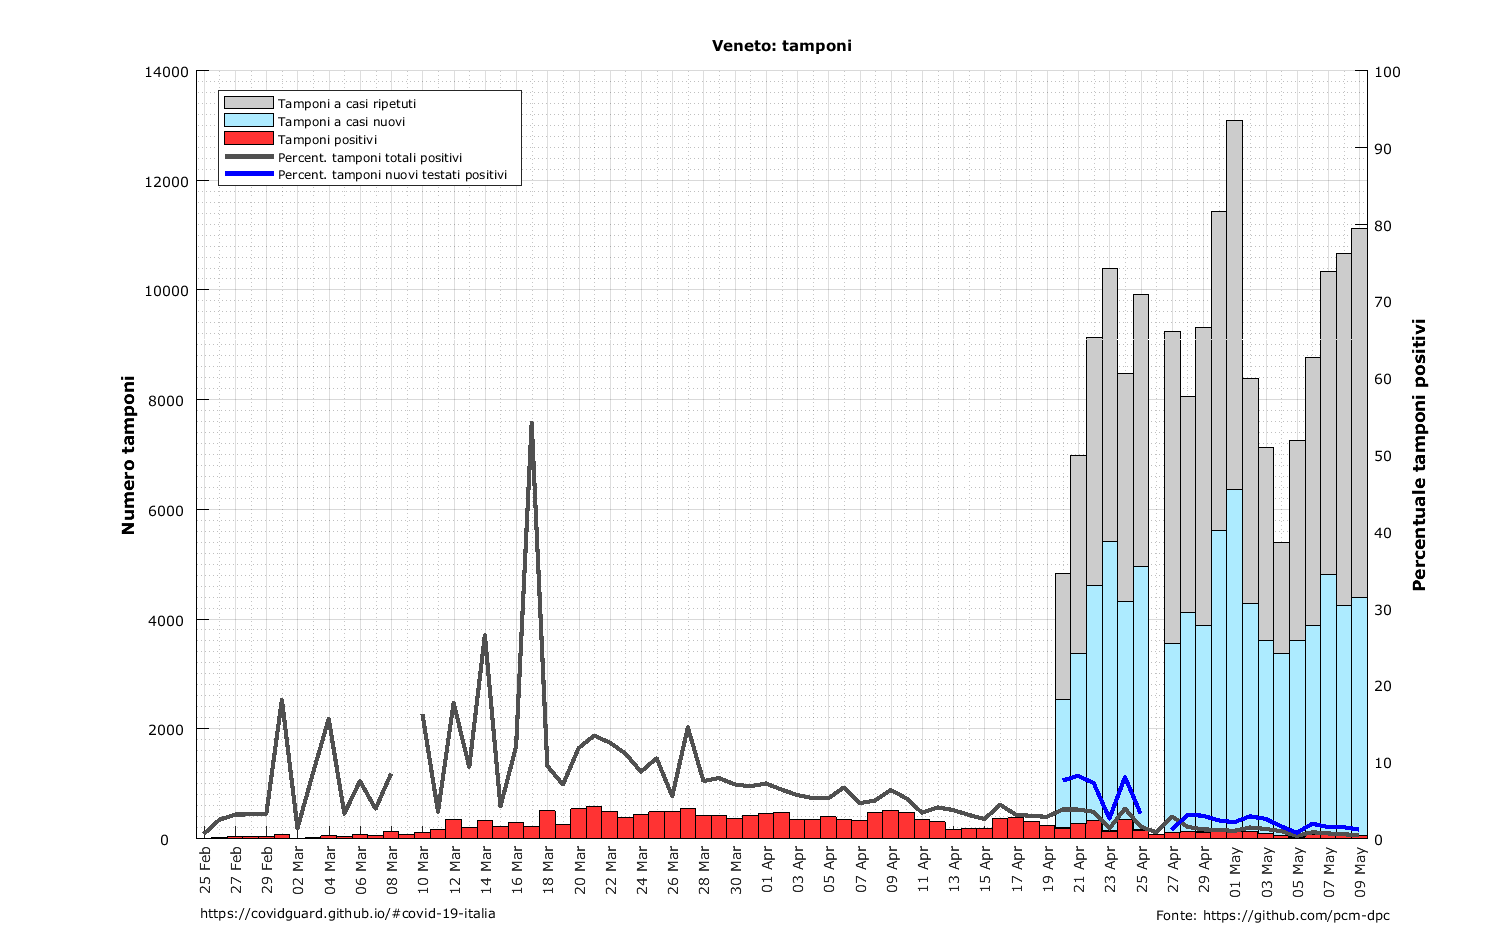 Veneto: tamponi
Tamponi a casi ripetuti
Tamponi a casi nuovi
Tamponi positivi
Percent. tamponi totali positivi
Percent. tamponi nuovi testati positivi
Numero tamponi
14000
12000
10000
8000
6000
4000
2000
0
Percentuale tamponi positivi
100
90
80
70
60
50
40
30
20
10
0
25 Feb
27 Feb
29 Feb
02 Mar
04 Mar
06 Mar
08 Mar
10 Mar
12 Mar
14 Mar
16 Mar
18 Mar
20 Mar
22 Mar
24 Mar
26 Mar
28 Mar
30 Mar
01 Apr
03 Apr
05 Apr
07 Apr
09 Apr
11 Apr
13 Apr
15 Apr
17 Apr
19 Apr
21 Apr
23 Apr
25 Apr
27 Apr
29 Apr
01 May
03 May
05 May
07 May
09 May
https://covidguard.github.io/#covid-19-italia
Fonte: https://github.com/pcm-dpc